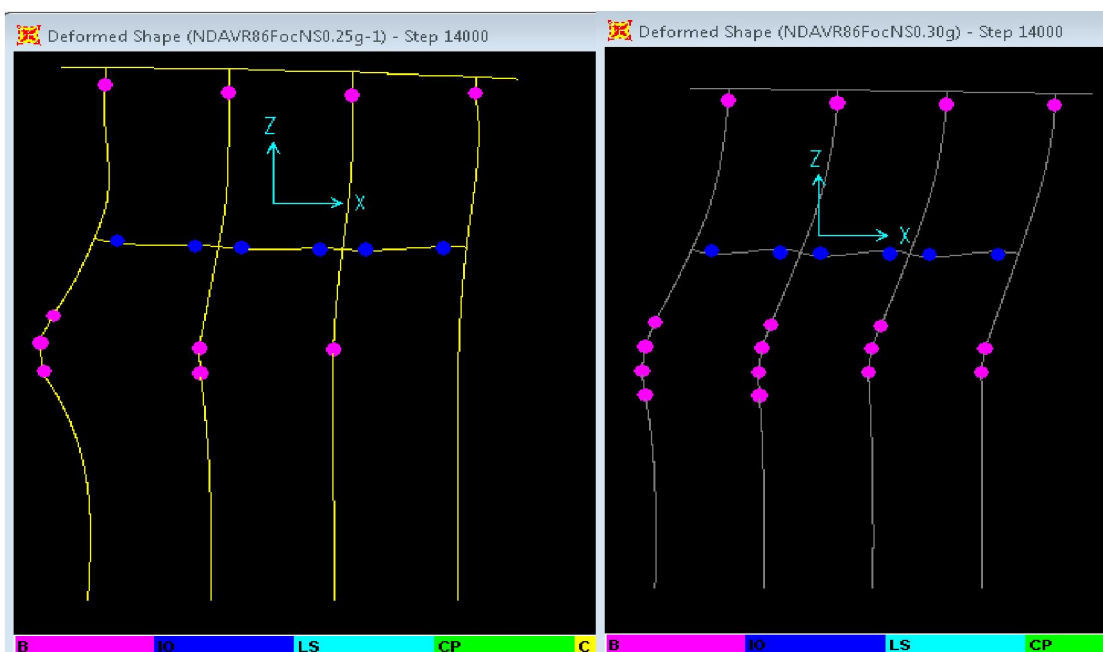 Deformed Shape (NDAVR86FocNS0.25g-1) - Step 14000
Z
X
B IO LS CP C
Deformed Shape (NDAVR86FocNS0.30g) - Step 14000
Z
X
B IO LS CP